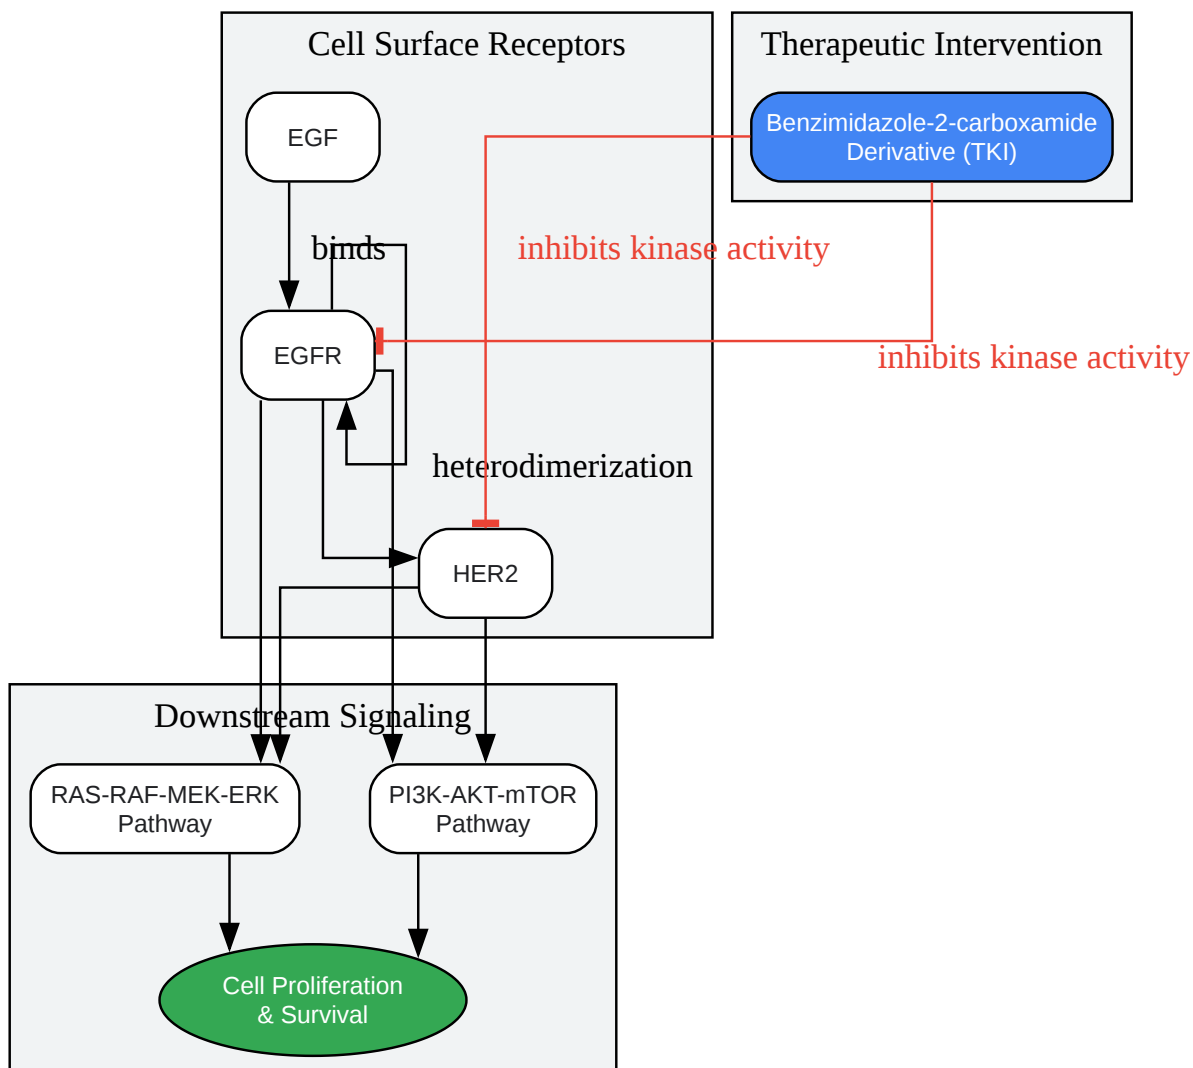 Cell Surface Receptors
Therapeutic Intervention
EGF
Benzimidazole-2-carboxamide
Derivative (TKI)
binds
inhibits kinase activity
EGFR
inhibits kinase activity
heterodimerization
HER2
Downstream Signaling
RAS-RAF-MEK-ERK
Pathway
PI3K-AKT-mTOR
Pathway
Cell Proliferation
& Survival